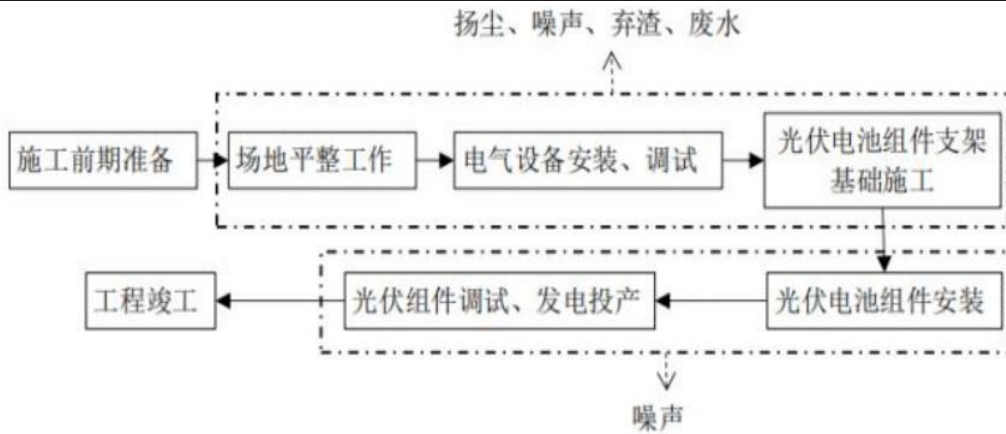 扬尘、噪声、弃渣、废水
施工前期准备
场地平整工作
电气设备安装、调试
光伏电池组件支架
基础施工
工程竣工
光伏组件调试、发电投产
光伏电池组件安装
噪声